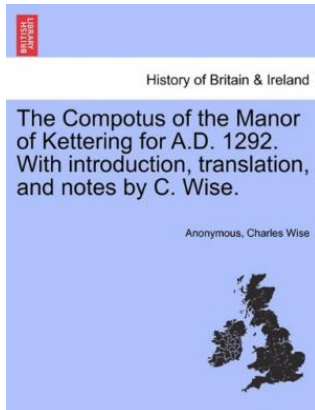 BRITISH
LIBRARY
History of Britain & Ireland
The Compotus of the Manor
of Kettering for A.D. 1292.
With introduction, translation,
and notes by C. Wise.
Anonymous, Charles Wise